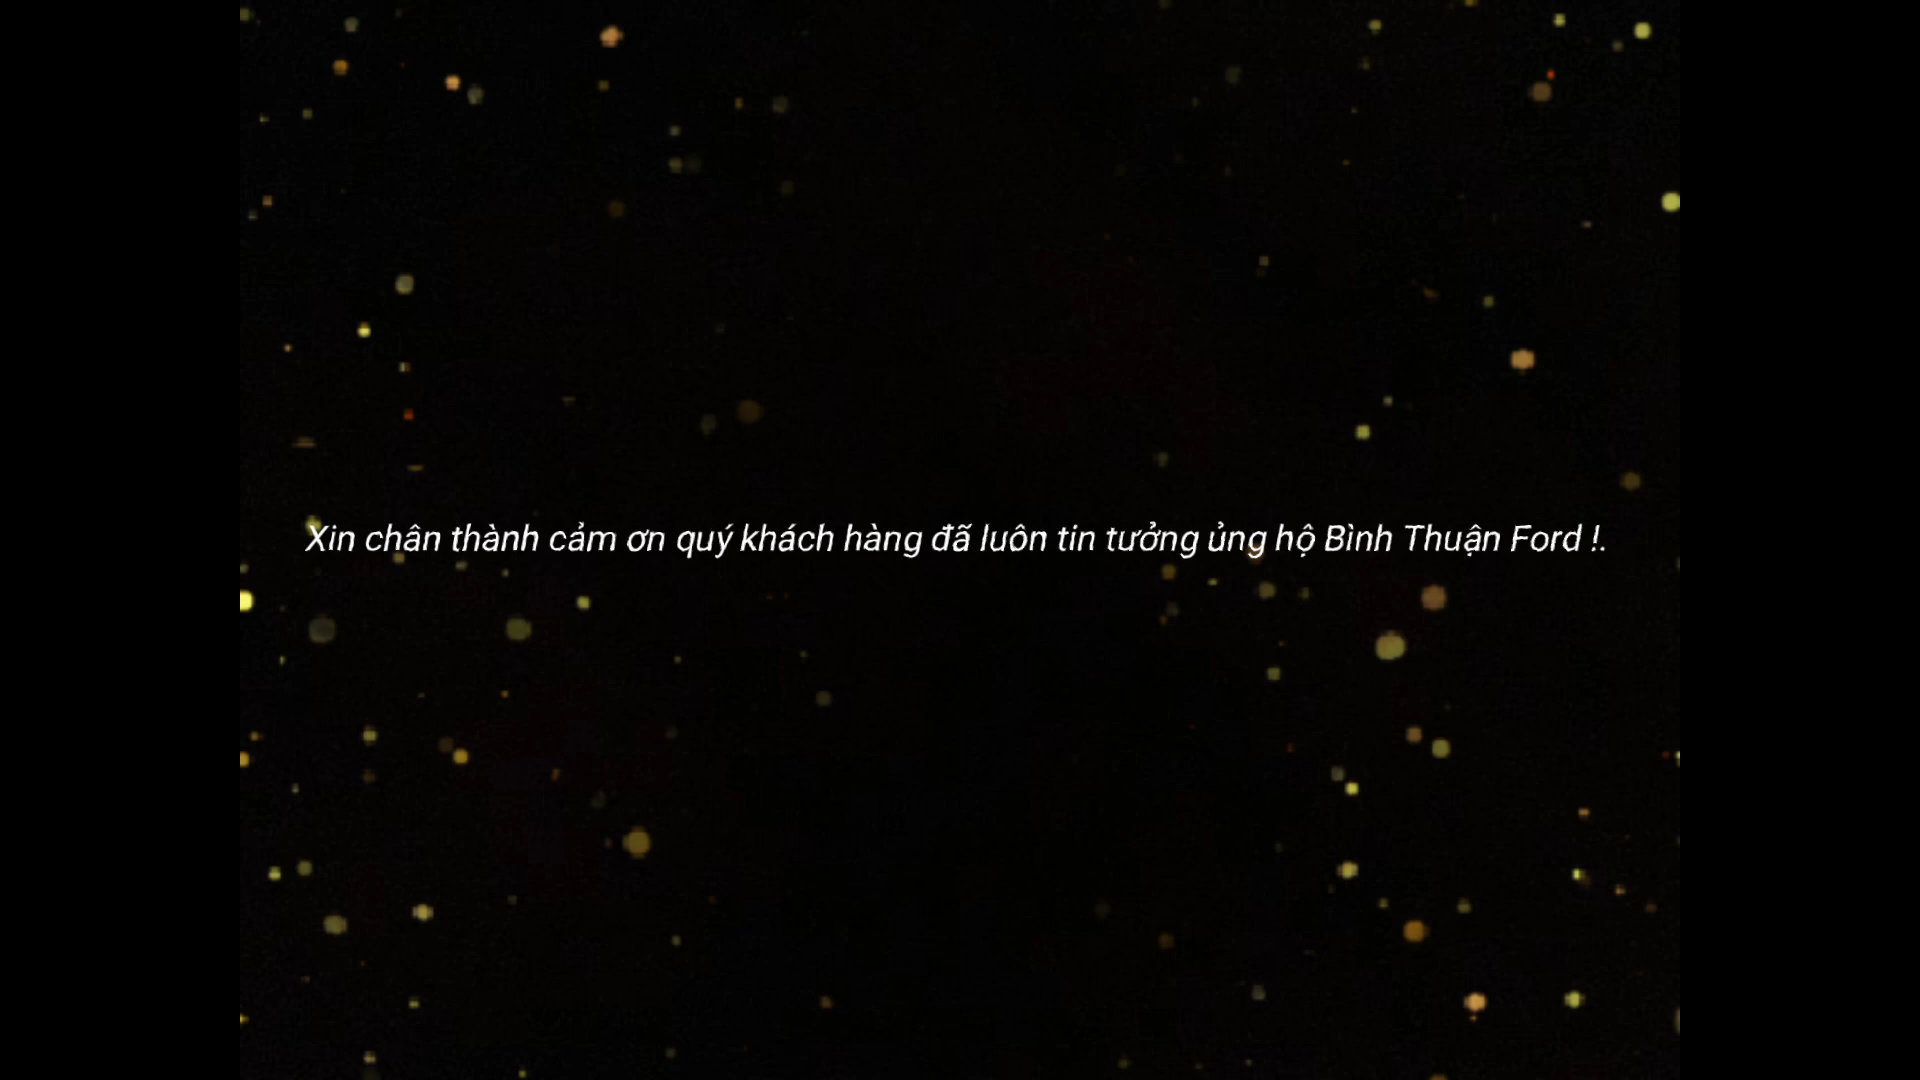 Xin chân thành cảm ơn quý khách hàng đã luôn tin tưởng ủng hộ Bình Thuận Ford !.